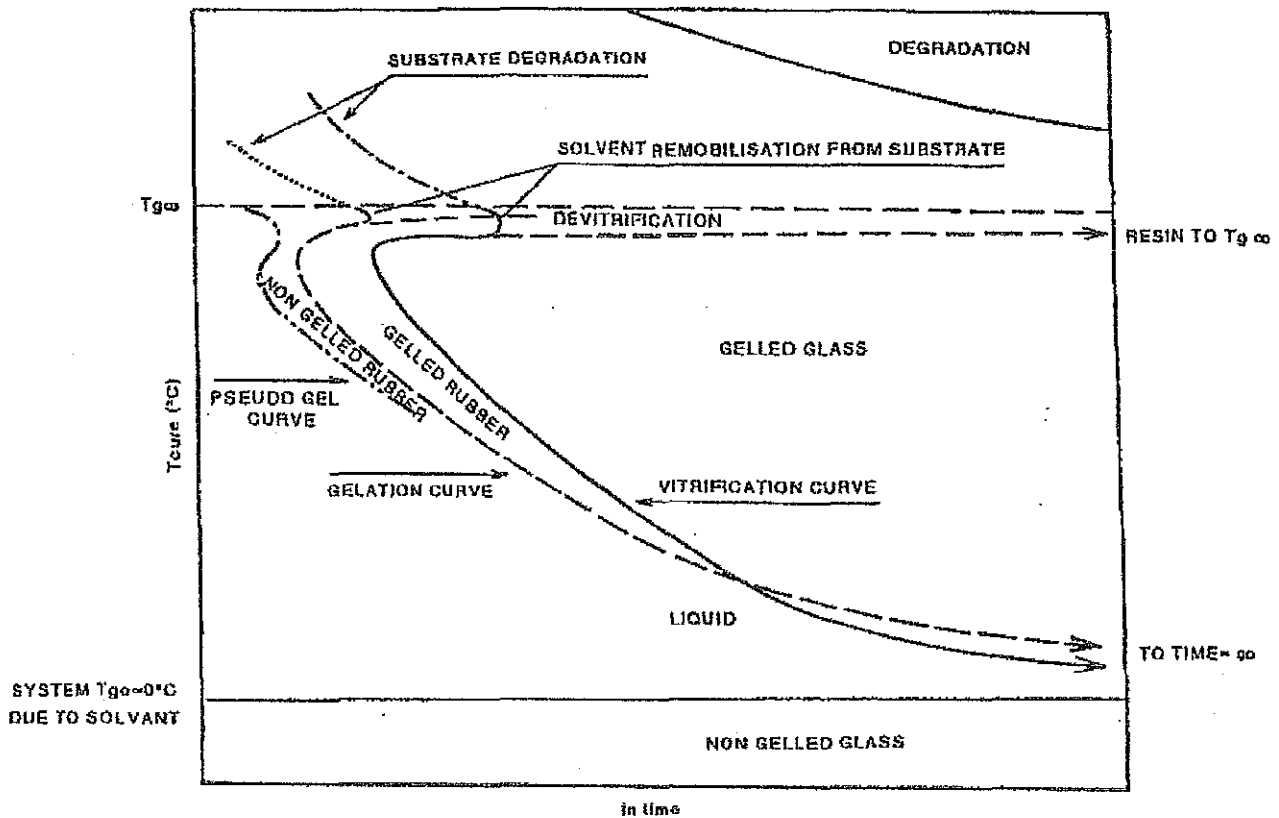 DEGRADATION
SUBSTRATE DEGRADATION
SOLVENT REMOBILISATION FROM SUBSTRATE
Tg∞
DEVITRIFICATION
RESIN TO Tg ∞
NON GELLED RUBBER
GELLED RUBBER
GELLED GLASS
PSEUDO GEL
CURVE
Tcure (°C)
GELATION CURVE
VITRIFICATION CURVE
LIQUID
TO TIME= ∞
SYSTEM Tgo≈0°C
DUE TO SOLVANT
NON GELLED GLASS
ln time